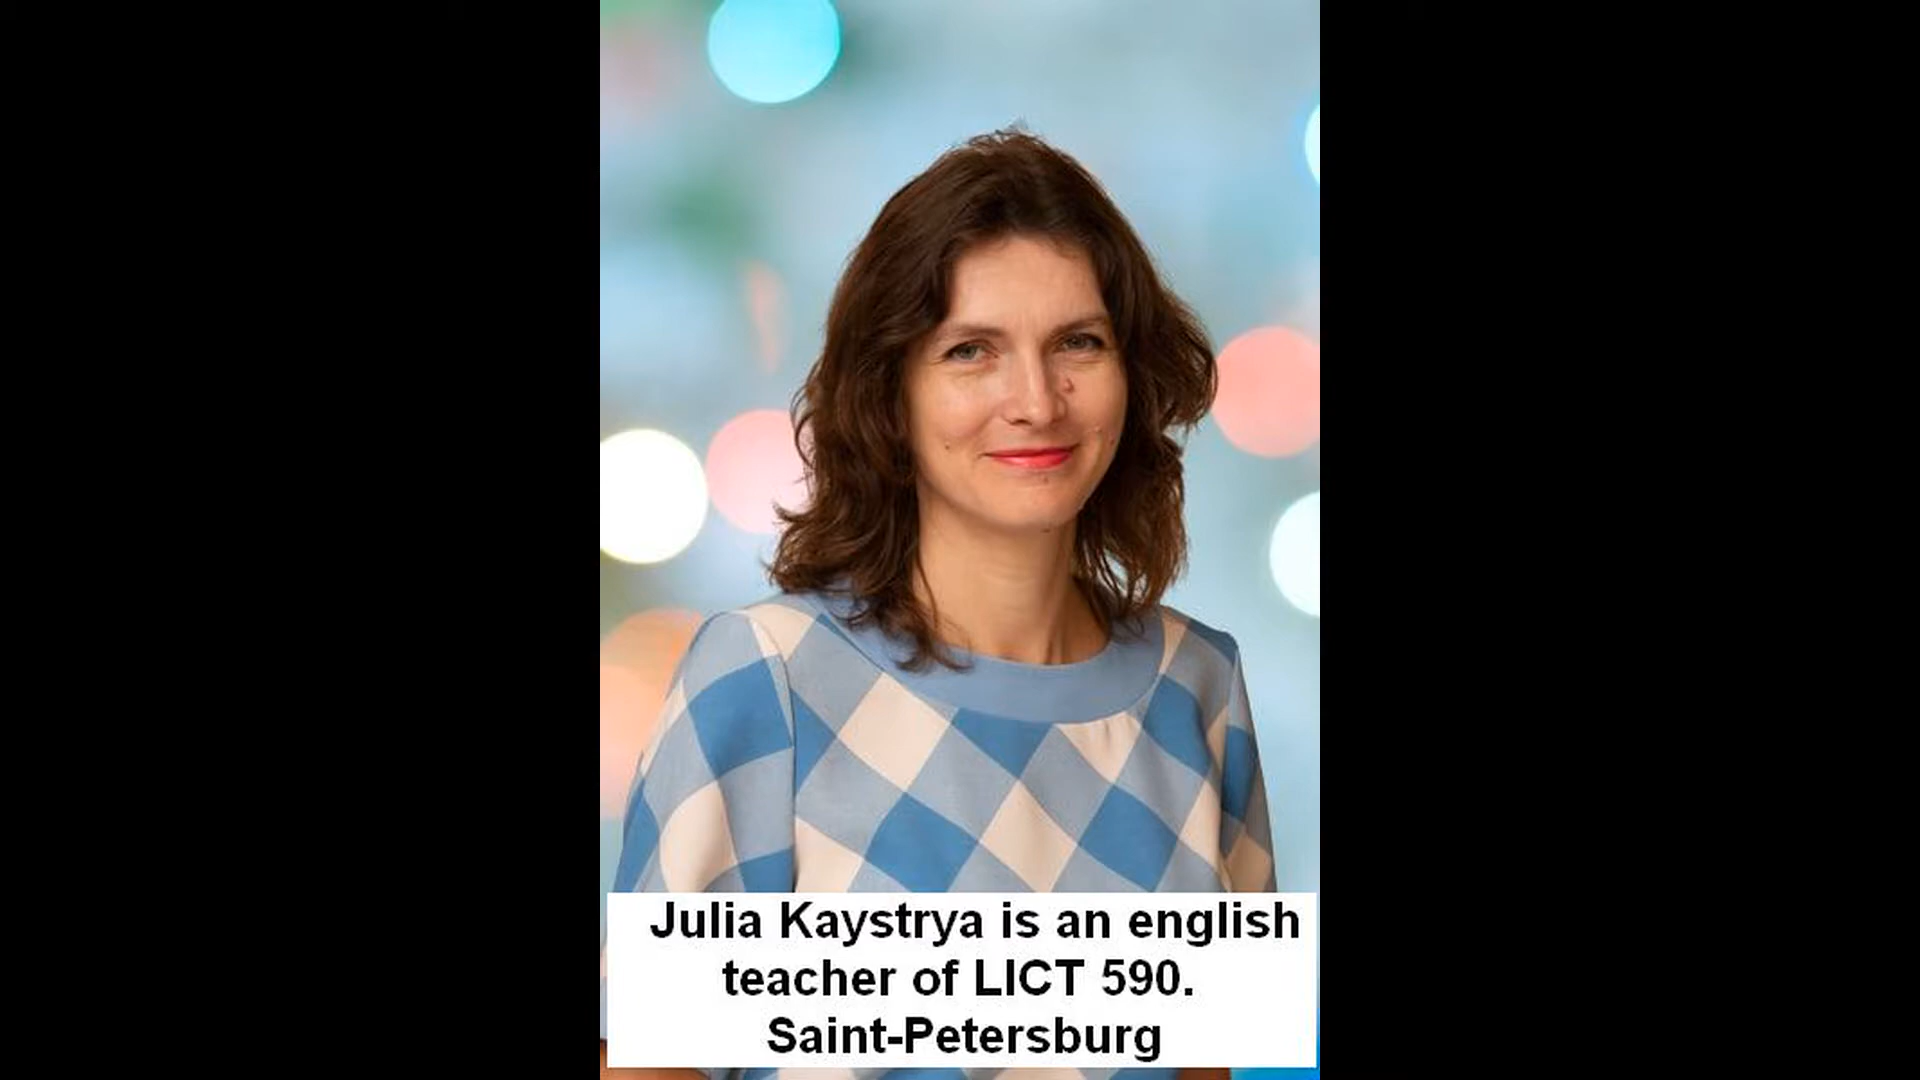 Julia Kaystrya is an english
teacher of LICT 590.
Saint-Petersburg